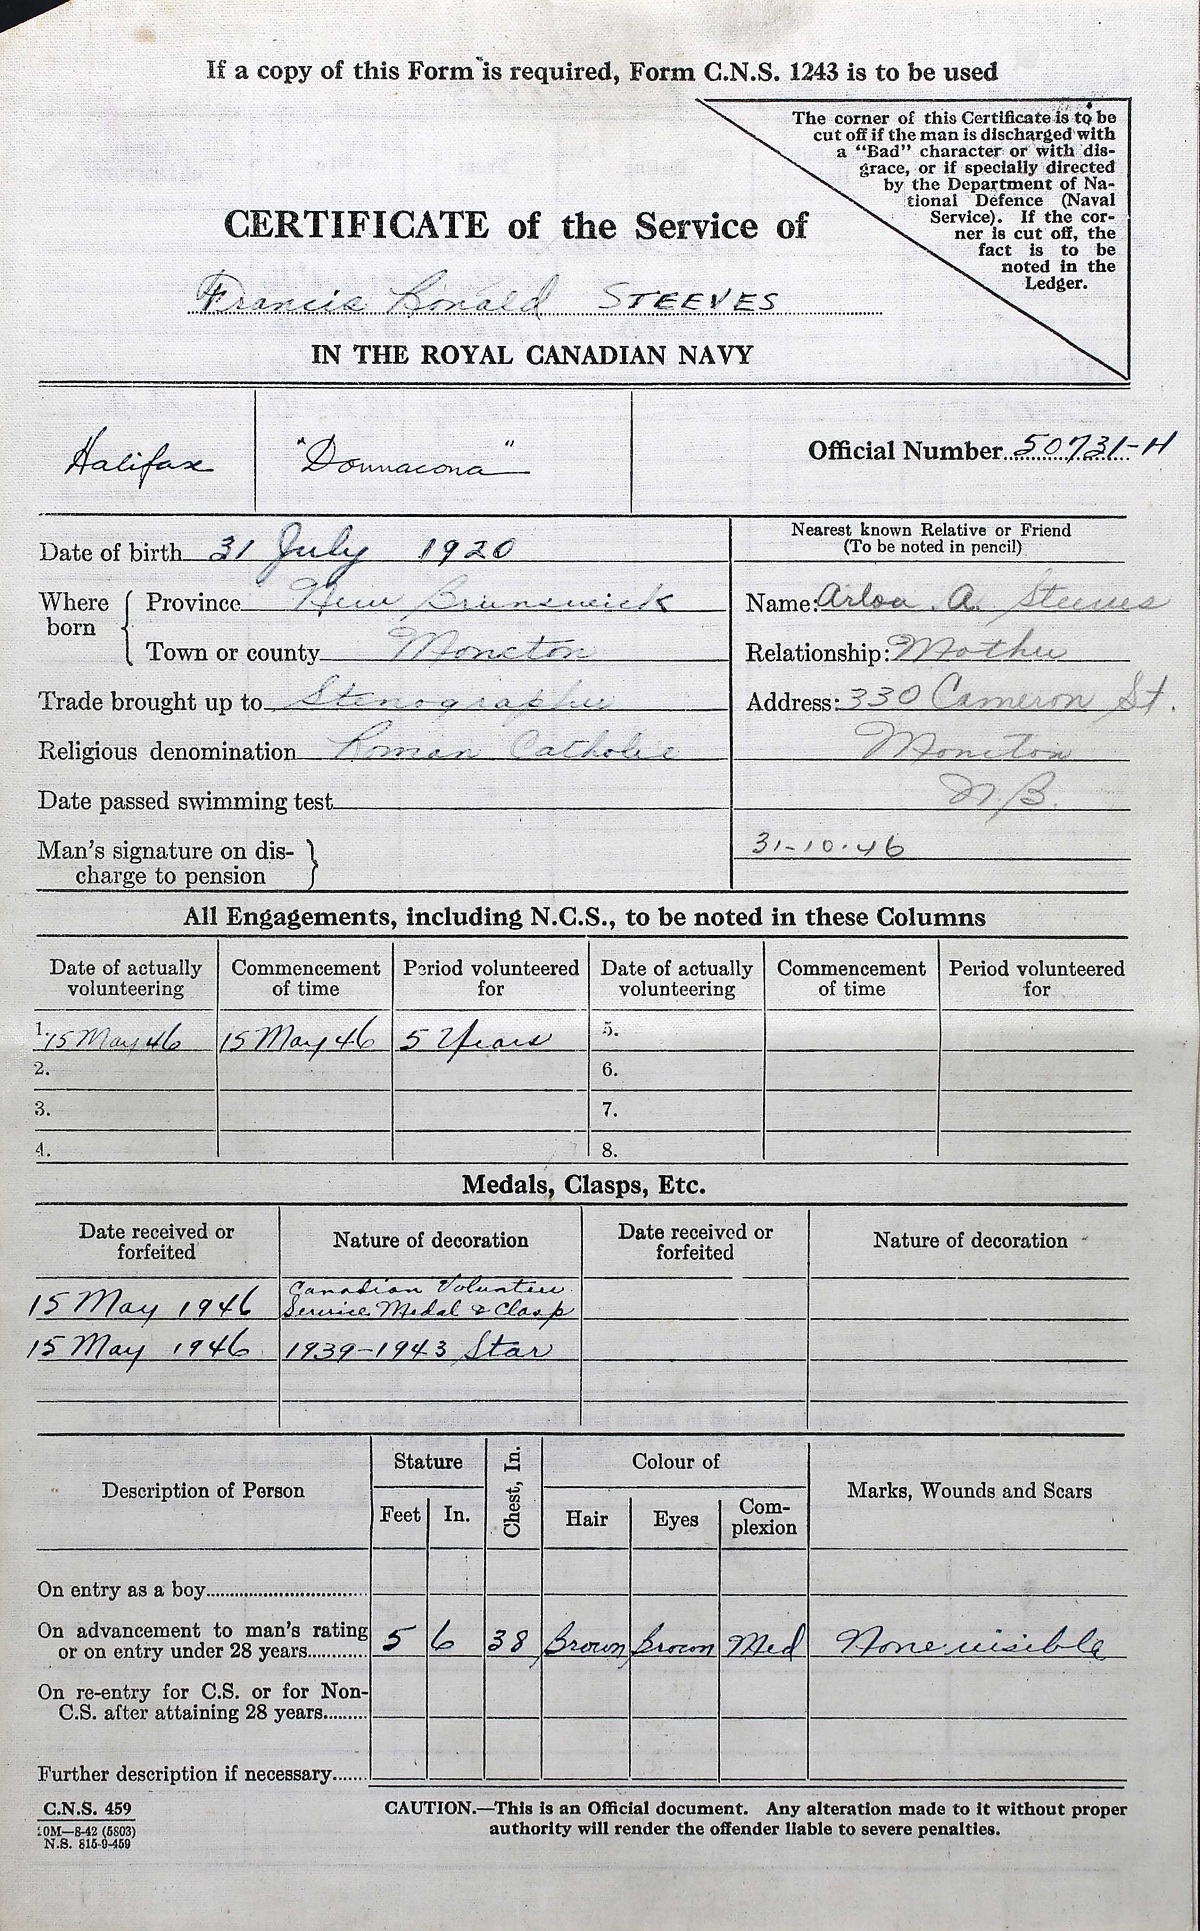 If a copy of this Form is required, Form C.N.S. 1243 is to be used
The corner of this Certificate is to be
cut off if the man is discharged with
a "Bad" character or with dis-
grace, or if specially directed
by the Department of Na-
tional Defence (Naval
Service). If the cor-
ner is cut off, the
fact is to be
noted in the
Ledger.
CERTIFICATE of the Service of
Francis Ronald STEEVES
IN THE ROYAL CANADIAN NAVY
Halifax "Donnacona" Official Number 50731-H
Date of birth 31 July 1920
Where born { Province New Brunswick
Town or county Moncton
Trade brought up to Stenographer
Religious denomination Roman Catholic
Date passed swimming test
Man's signature on dis-
charge to pension }
Nearest known Relative or Friend
(To be noted in pencil)
Name: Arloa A. Steeves
Relationship: Mother
Address: 330 Cameron St.
Moncton
N.B.
31-10-46
All Engagements, including N.C.S., to be noted in these Columns
Date of actually volunteering Commencement of time Period volunteered for Date of actually volunteering Commencement of time Period volunteered for
1. 15 May 46 15 May 46 5 Years 5.
2. 6.
3. 7.
4. 8.
Medals, Clasps, Etc.
Date received or forfeited Nature of decoration Date received or forfeited Nature of decoration
15 May 1946 Canadian Volunteer
Service Medal & Clasp
15 May 1946 1939-1943 Star
Description of Person Stature Chest, In. Colour of Marks, Wounds and Scars
Feet In. Hair Eyes Com-
plexion
On entry as a boy
On advancement to man's rating
or on entry under 28 years 5 6 38 Brown Brown Med None visible
On re-entry for C.S. or for Non-
C.S. after attaining 28 years
Further description if necessary
C.N.S. 459
10M—8-42 (5803)
N.S. 815-9-459
CAUTION.—This is an Official document. Any alteration made to it without proper
authority will render the offender liable to severe penalties.